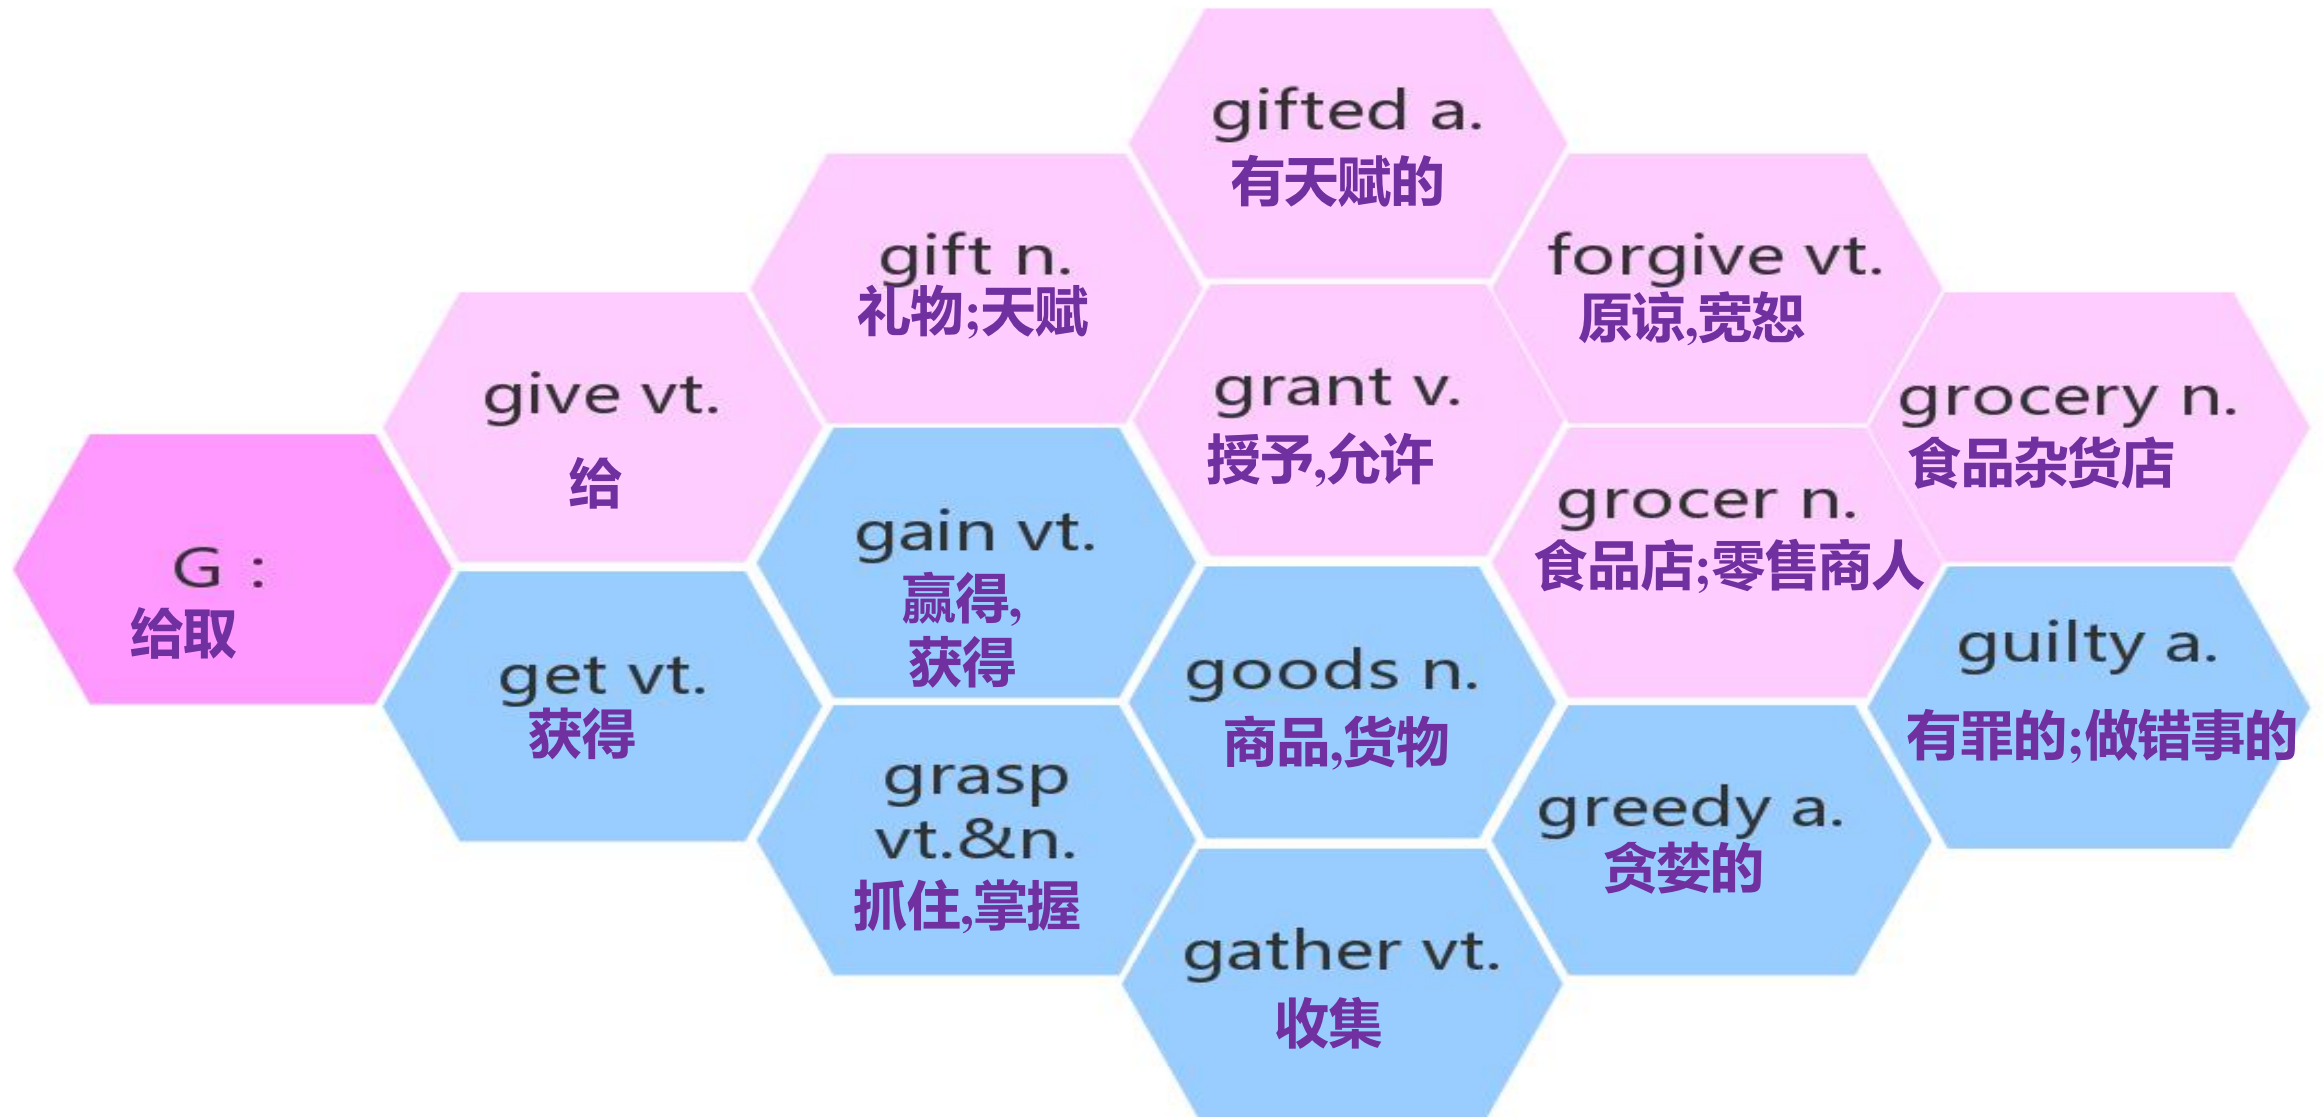 G :
给取
give vt.
给
get vt.
获得
gift n.
礼物;天赋
gain vt.
赢得,
获得
grasp
vt.&n.
抓住,掌握
gifted a.
有天赋的
grant v.
授予,允许
goods n.
商品,货物
gather vt.
收集
forgive vt.
原谅,宽恕
grocer n.
食品店;零售商人
greedy a.
贪婪的
grocery n.
食品杂货店
guilty a.
有罪的;做错事的